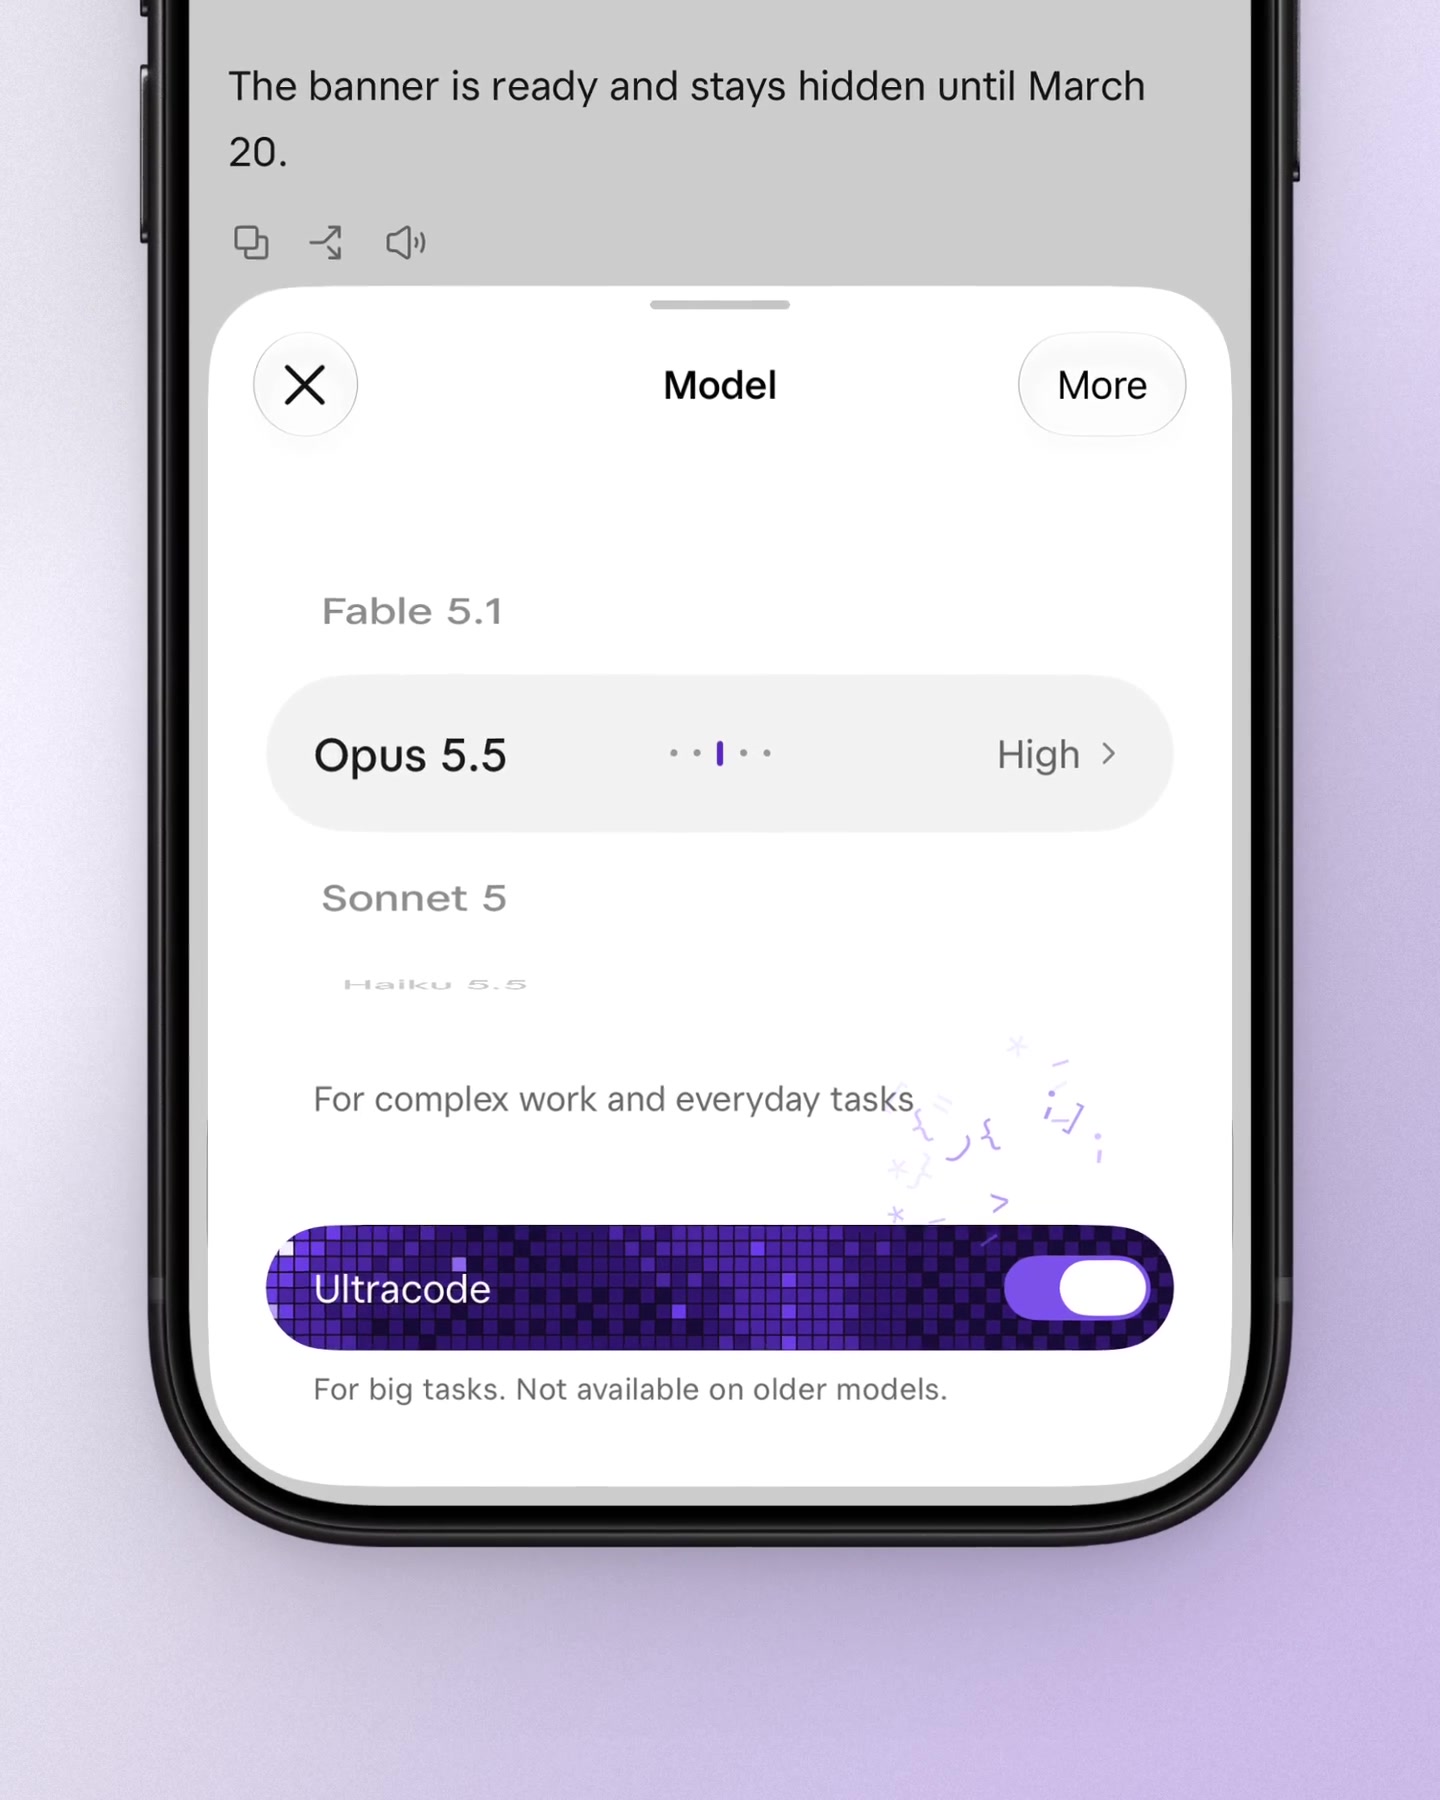 The banner is ready and stays hidden until March
20.
Model
More
Fable 5.1
Opus 5.5
High
Sonnet 5
Haiku 5.5
For complex work and everyday tasks
Ultracode
For big tasks. Not available on older models.